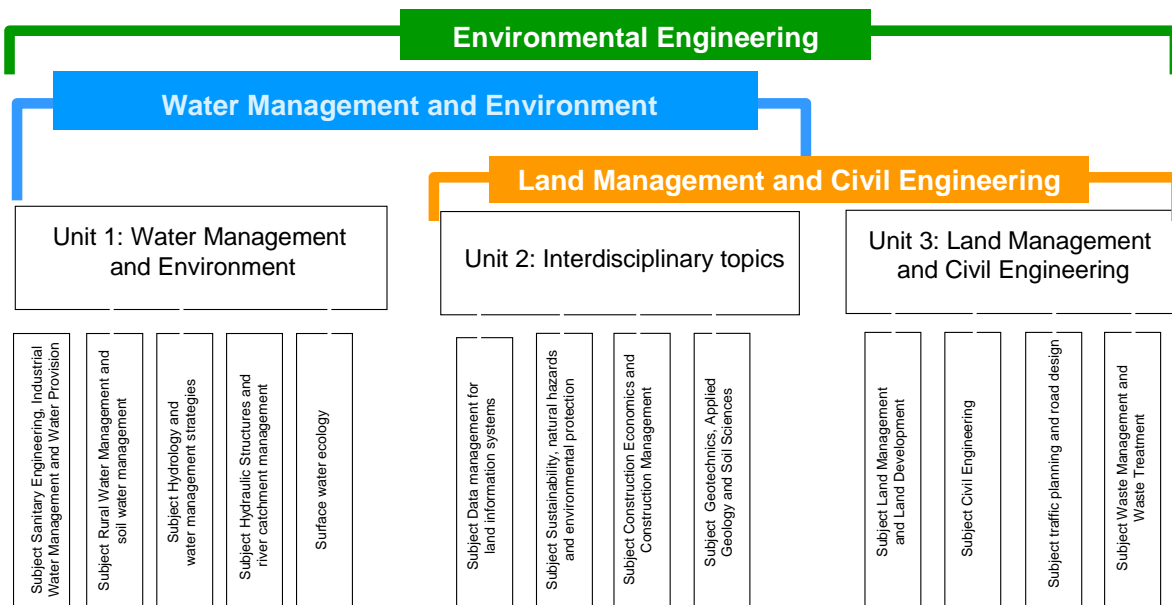 Environmental Engineering
Water Management and Environment
Land Management and Civil Engineering
Unit 1: Water Management
and Environment
Unit 2: Interdisciplinary topics
Unit 3: Land Management
and Civil Engineering
Subject Sanitary Engineering, Industrial
Water Management and Water Provision
Subject Rural Water Management and
soil water management
Subject Hydrology and
water management strategies
Subject Hydraulic Structures and
river catchment management
Surface water ecology
Subject Data management for
land information systems
Subject Sustainability, natural hazards
and environmental protection
Subject Construction Economics and
Construction Management
Subject Geotechnics, Applied
Geology and Soil Sciences
Subject Land Management
and Land Development
Subject Civil Engineering
Subject traffic planning and road design
Subject Waste Management and
Waste Treatment